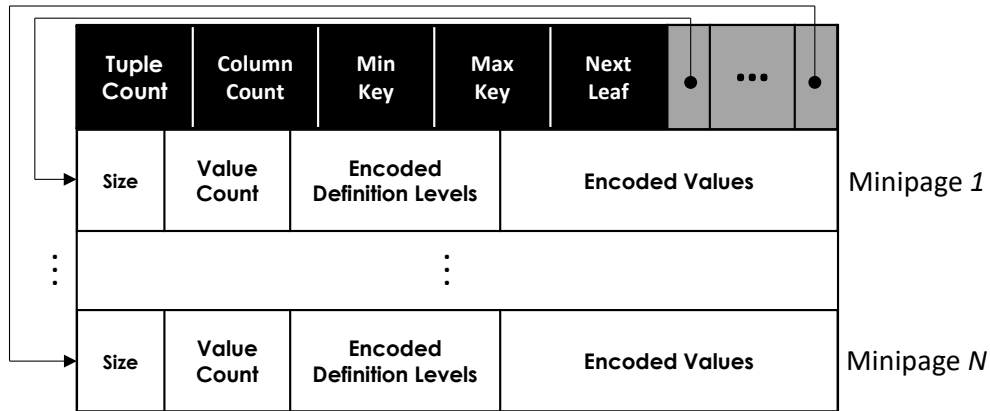 Tuple Count
Column Count
Min Key
Max Key
Next Leaf
•••
Size
Value Count
Encoded Definition Levels
Encoded Values
Minipage 1
⋮
⋮
Size
Value Count
Encoded Definition Levels
Encoded Values
Minipage N